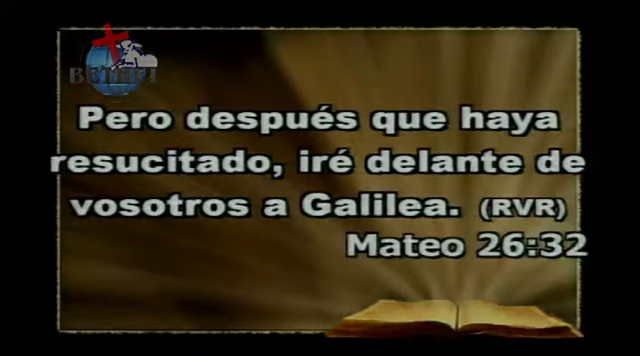 Pero después que haya
resucitado, iré delante de
vosotros a Galilea. (RVR)
Mateo 26:32